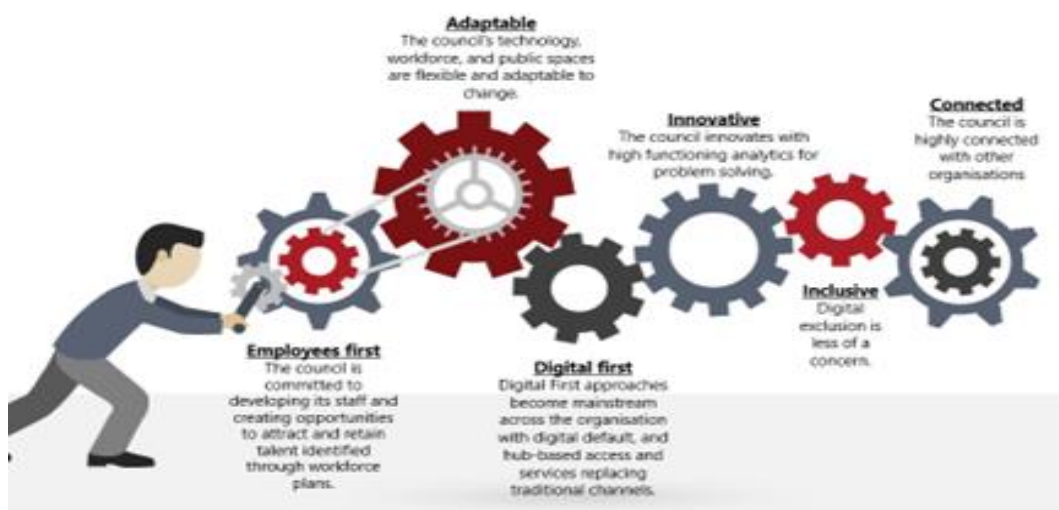 Adaptable
The council's technology,
workforce, and public spaces
are flexible and adaptable to
change.
Innovative
The council innovates with
high functioning analytics for
problem solving.
Connected
The council is
highly connected
with other
organisations
Employees first
The council is
committed to
developing its staff and
creating opportunities
to attract and retain
talent identified
through workforce
plans.
Digital first
Digital First approaches
become mainstream
across the organisation
with digital default, and
hub-based access and
services replacing
traditional channels.
Inclusive
Digital
exclusion is
less of a
concern.